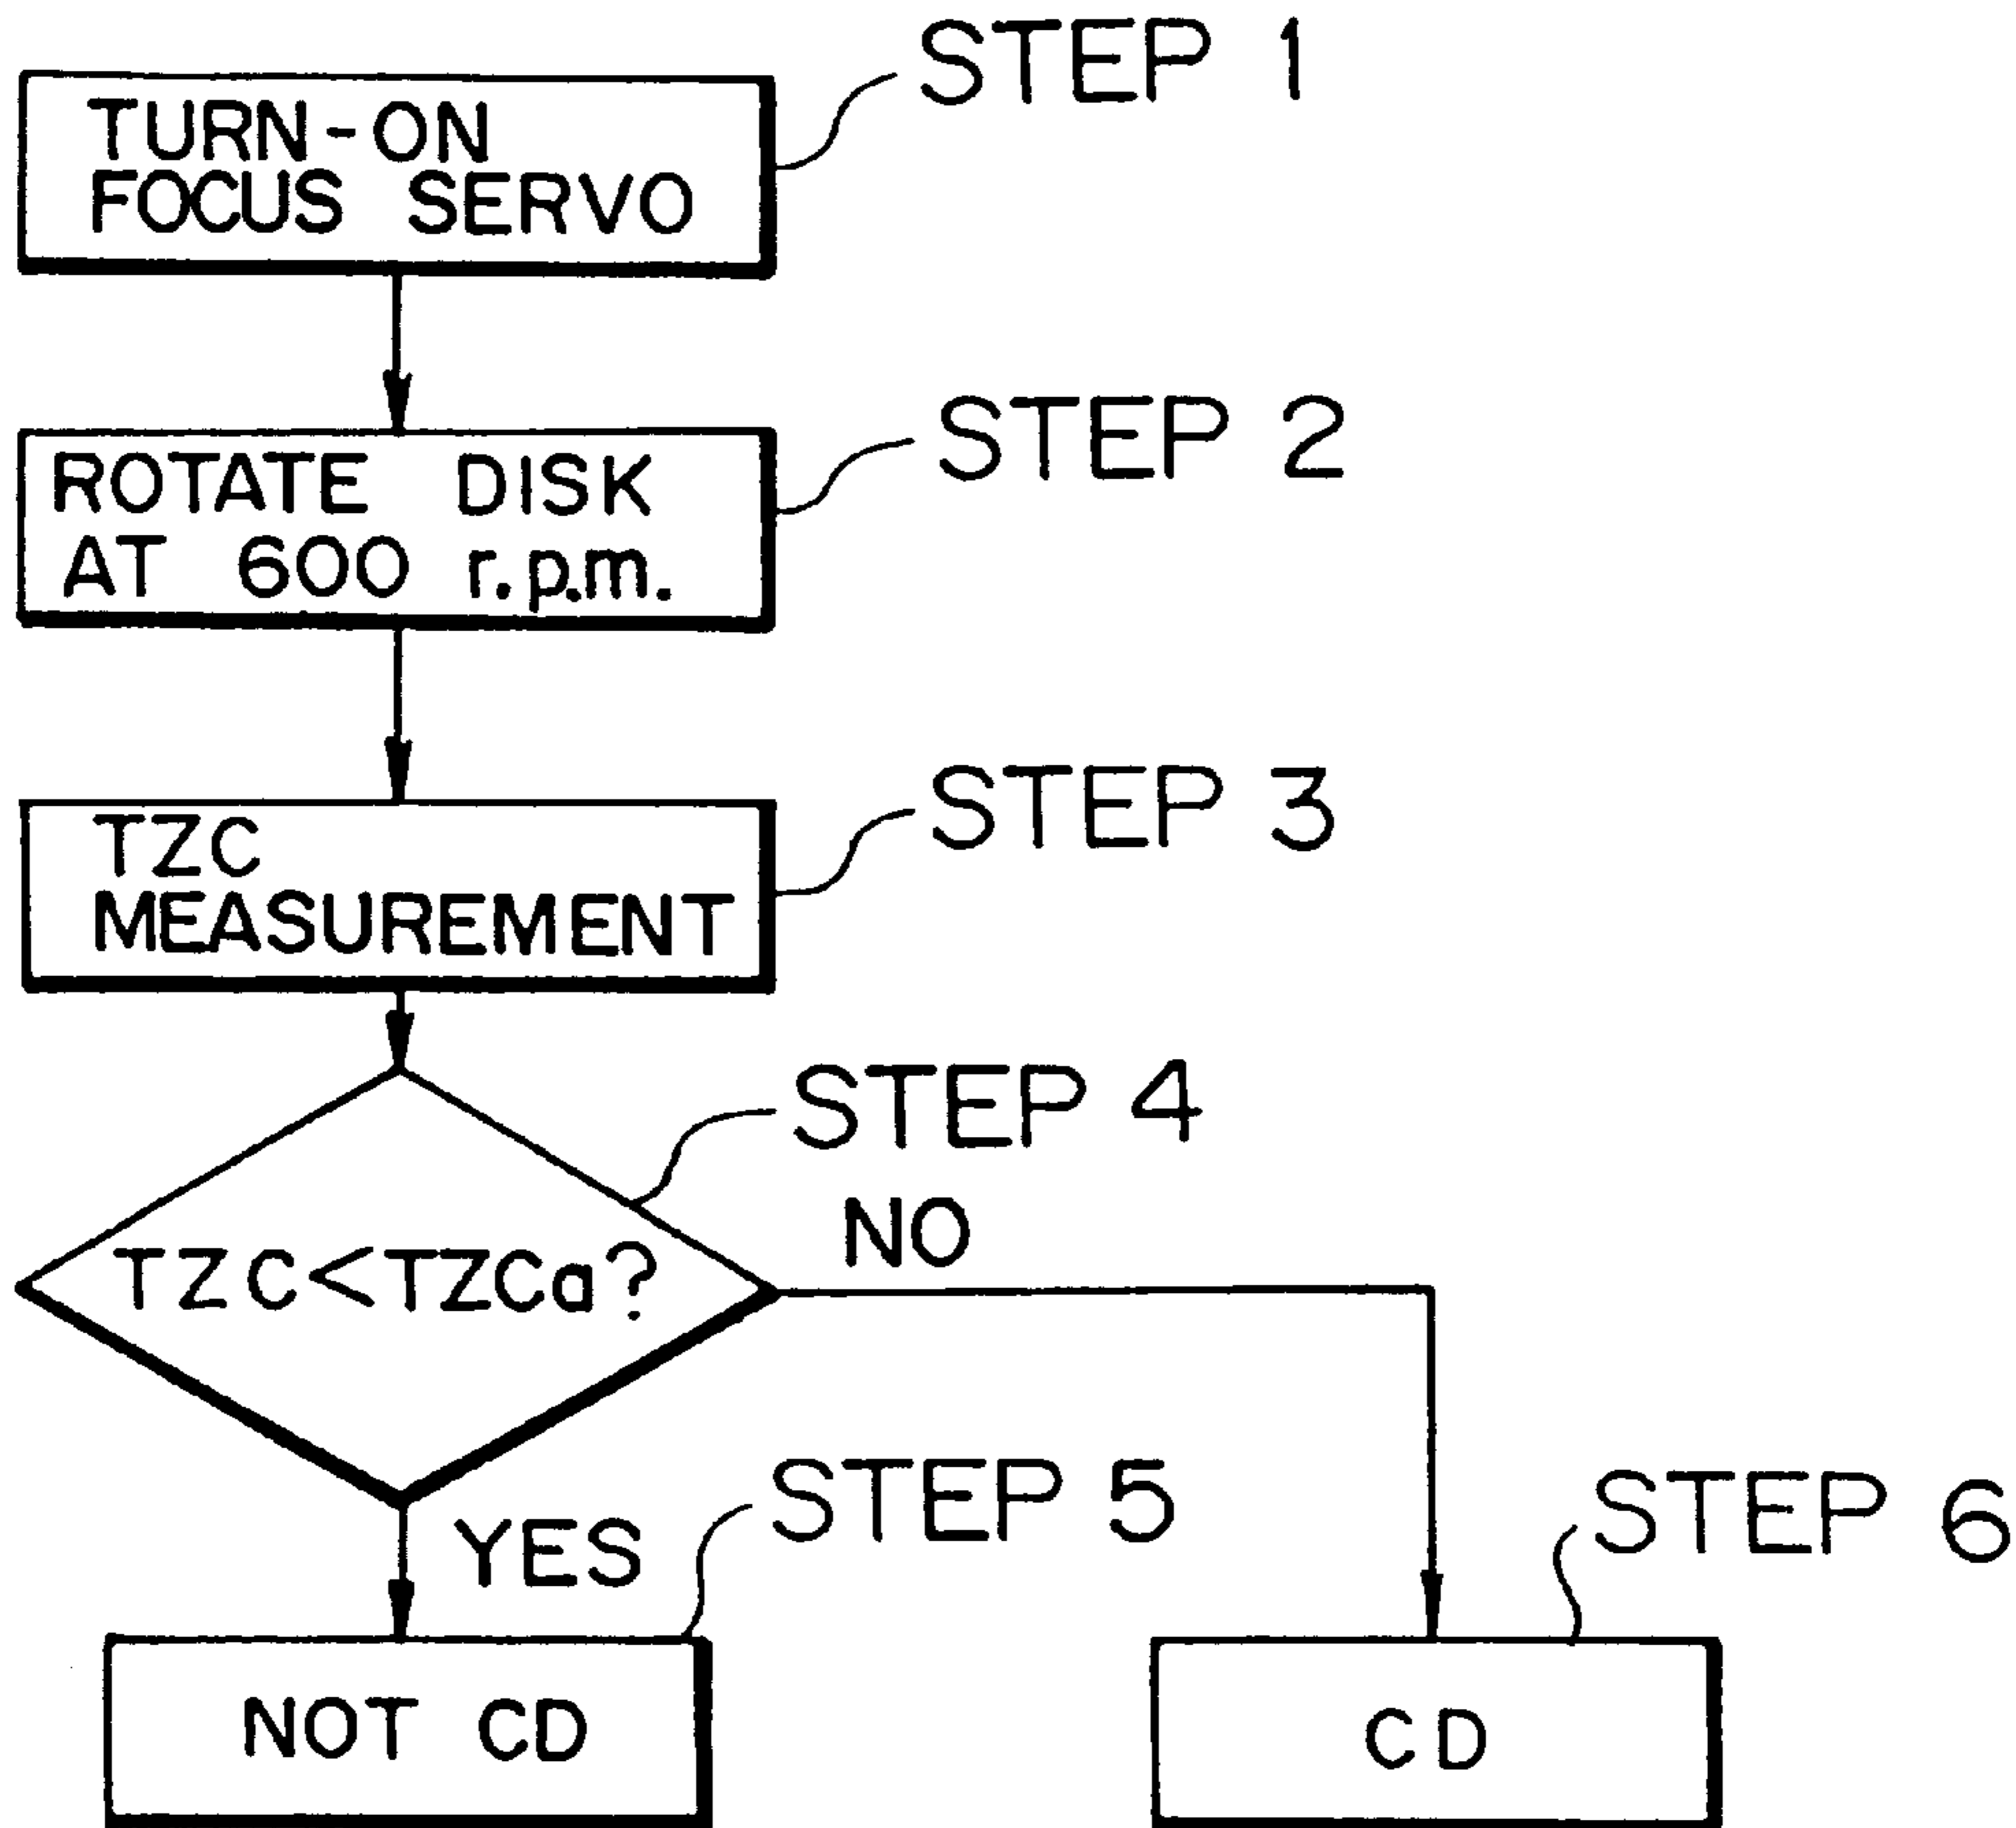 STEP 1
TURN-ON
FOCUS SERVO
STEP 2
ROTATE DISK
AT 600 r.p.m.
STEP 3
TZC
MEASUREMENT
STEP 4
NO
TZC<TZCa?
STEP 5
YES
STEP 6
NOT CD
CD